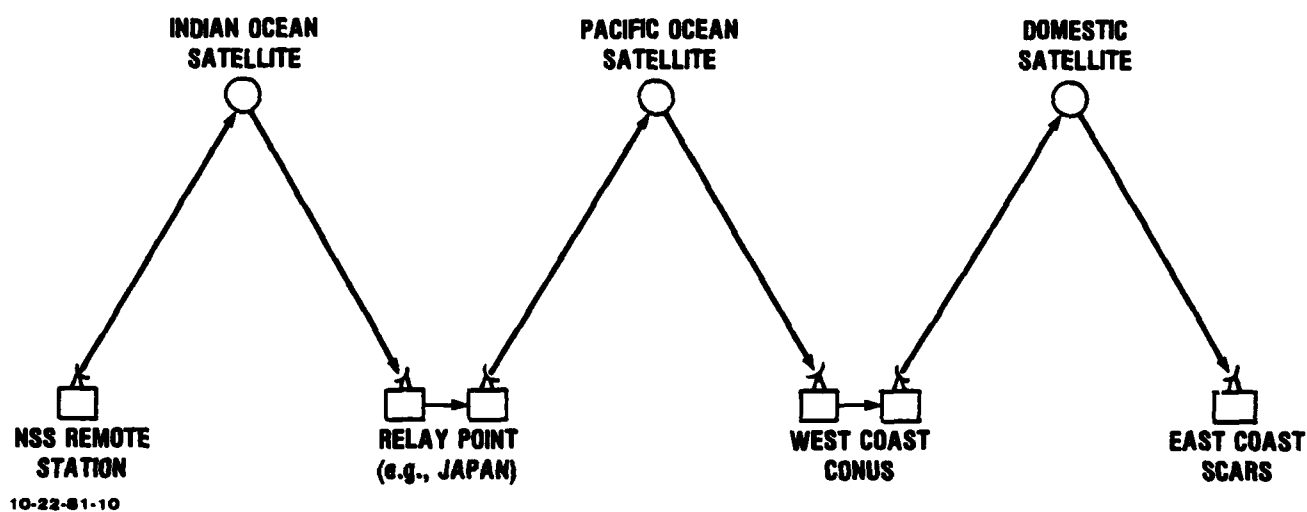 INDIAN OCEAN
SATELLITE
PACIFIC OCEAN
SATELLITE
DOMESTIC
SATELLITE
NSS REMOTE
STATION
RELAY POINT
(e.g., JAPAN)
WEST COAST
CONUS
EAST COAST
SCARS
10-22-81-10